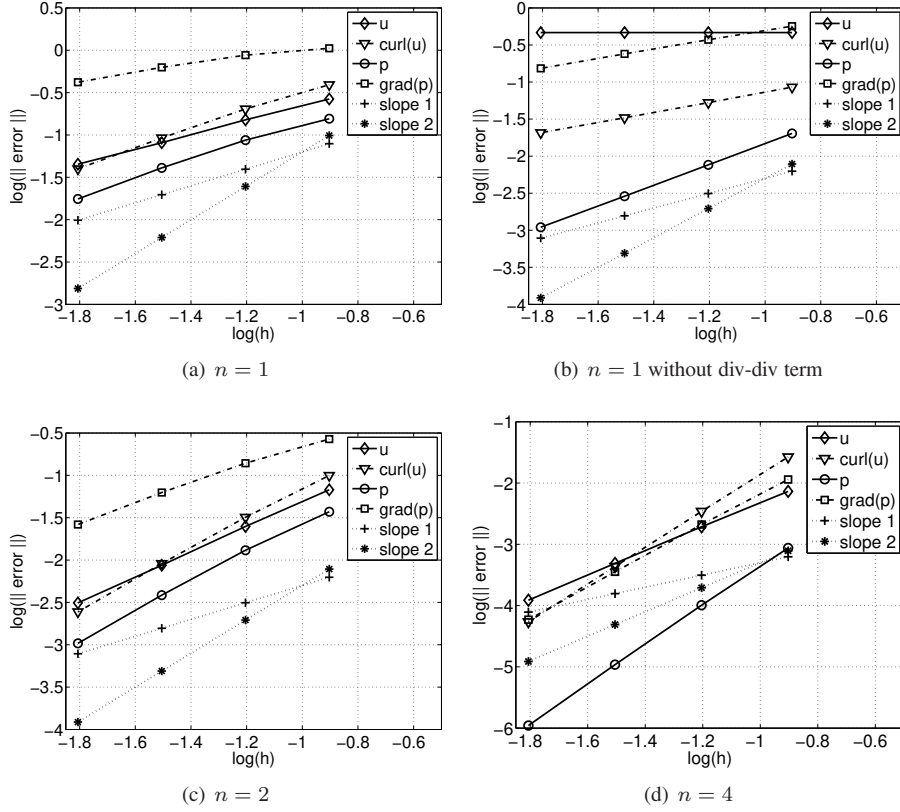 0.5
0
−0.5
−1
−1.5
−2
−2.5
−3
log(|| error ||)
−1.8 −1.6 −1.4 −1.2 −1 −0.8 −0.6
log(h)
u
curl(u)
p
grad(p)
slope 1
slope 2
(a) n = 1
0
−0.5
−1
−1.5
−2
−2.5
−3
−3.5
−4
log(|| error ||)
−1.8 −1.6 −1.4 −1.2 −1 −0.8 −0.6
log(h)
u
curl(u)
p
grad(p)
slope 1
slope 2
(b) n = 1 without div-div term
−0.5
−1
−1.5
−2
−2.5
−3
−3.5
−4
log(|| error ||)
−1.8 −1.6 −1.4 −1.2 −1 −0.8 −0.6
log(h)
u
curl(u)
p
grad(p)
slope 1
slope 2
(c) n = 2
−1
−2
−3
−4
−5
−6
log(|| error ||)
−1.8 −1.6 −1.4 −1.2 −1 −0.8 −0.6
log(h)
u
curl(u)
p
grad(p)
slope 1
slope 2
(d) n = 4